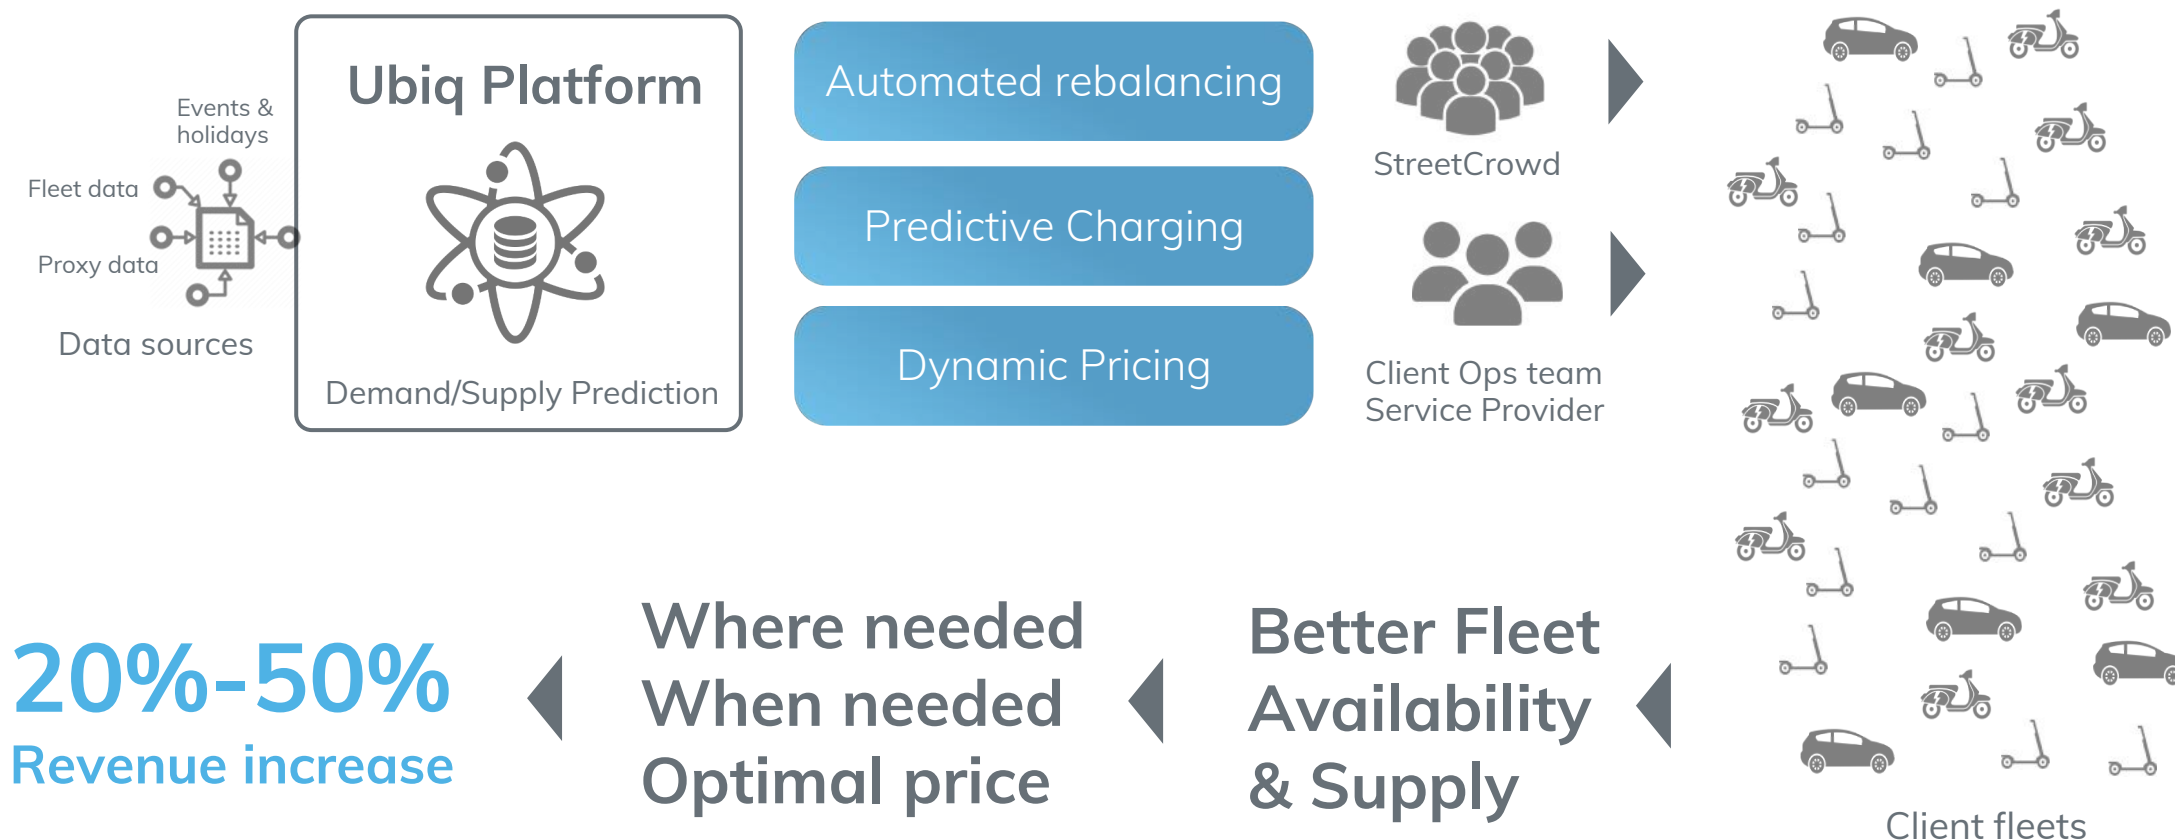 Events &
holidays
Fleet data
Proxy data
Data sources
Ubiq Platform
Demand/Supply Prediction
Automated rebalancing
Predictive Charging
Dynamic Pricing
StreetCrowd
Client Ops team
Service Provider
Client fleets
Better Fleet
Availability
& Supply
Where needed
When needed
Optimal price
20%-50%
Revenue increase